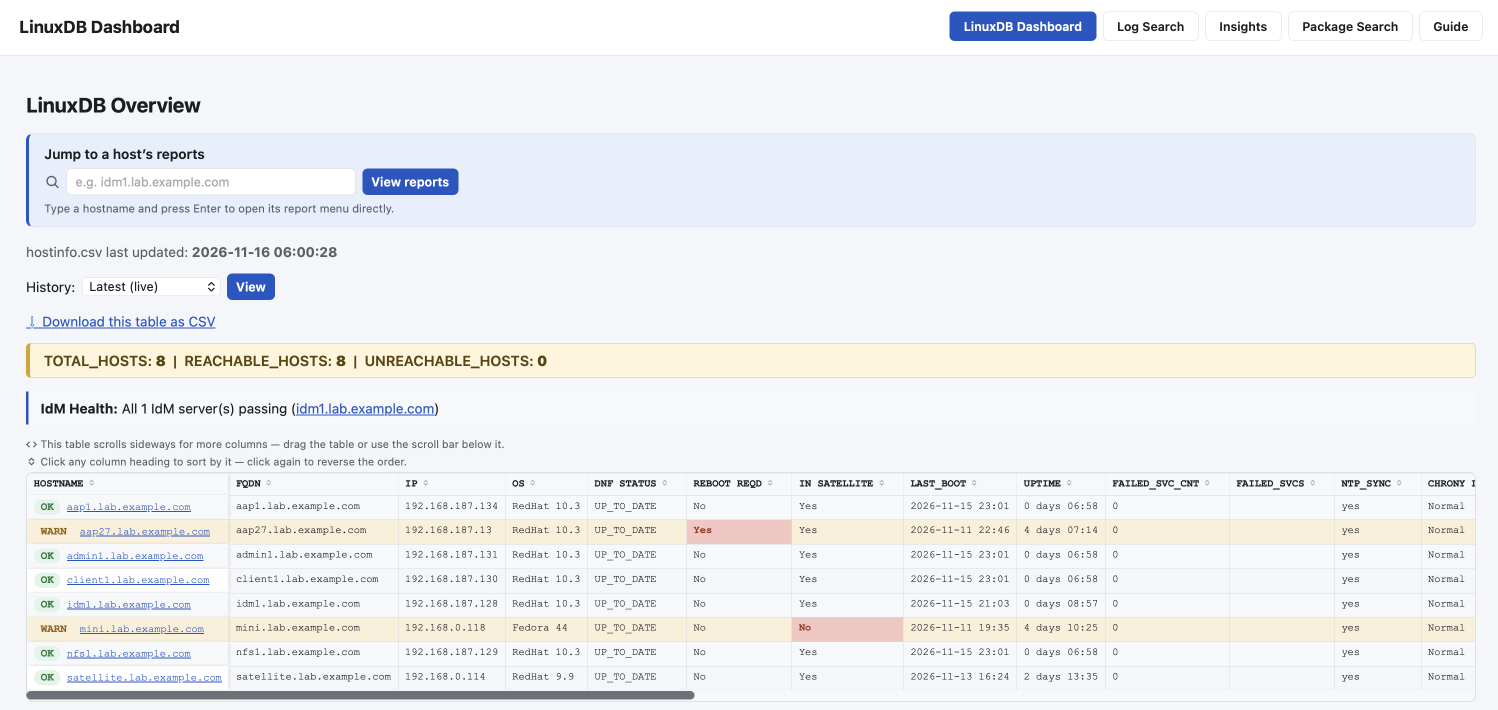 LinuxDB Dashboard LinuxDB Dashboard Log Search Insights Package Search Guide
LinuxDB Overview
Jump to a host's reports
e.g. idm1.lab.example.com View reports
Type a hostname and press Enter to open its report menu directly.
hostinfo.csv last updated: 2026-11-16 06:00:28
History: Latest (live) View
⇩ Download this table as CSV
TOTAL_HOSTS: 8 | REACHABLE_HOSTS: 8 | UNREACHABLE_HOSTS: 0
IdM Health: All 1 IdM server(s) passing (idm1.lab.example.com)
This table scrolls sideways for more columns — drag the table or use the scroll bar below it.
Click any column heading to sort by it — click again to reverse the order.
HOSTNAME FQDN IP OS DNF STATUS REBOOT REQD IN SATELLITE LAST_BOOT UPTIME FAILED_SVC_CNT FAILED_SVCS NTP_SYNC CHRONY
OK aap1.lab.example.com aap1.lab.example.com 192.168.187.134 RedHat 10.3 UP_TO_DATE No Yes 2026-11-15 23:01 0 days 06:58 0 yes Normal
WARN aap27.lab.example.com aap27.lab.example.com 192.168.187.13 RedHat 10.3 UP_TO_DATE Yes Yes 2026-11-11 22:46 4 days 07:14 0 yes Normal
OK admin1.lab.example.com admin1.lab.example.com 192.168.187.131 RedHat 10.3 UP_TO_DATE No Yes 2026-11-15 23:01 0 days 06:58 0 yes Normal
OK client1.lab.example.com client1.lab.example.com 192.168.187.130 RedHat 10.3 UP_TO_DATE No Yes 2026-11-15 23:01 0 days 06:58 0 yes Normal
OK idm1.lab.example.com idm1.lab.example.com 192.168.187.128 RedHat 10.3 UP_TO_DATE No Yes 2026-11-15 21:03 0 days 08:57 0 yes Normal
WARN mini.lab.example.com mini.lab.example.com 192.168.0.118 Fedora 44 UP_TO_DATE No No 2026-11-11 19:35 4 days 10:25 0 yes Normal
OK nfs1.lab.example.com nfs1.lab.example.com 192.168.187.129 RedHat 10.3 UP_TO_DATE No Yes 2026-11-15 23:01 0 days 06:58 0 yes Normal
OK satellite.lab.example.com satellite.lab.example.com 192.168.0.114 RedHat 9.9 UP_TO_DATE No Yes 2026-11-13 16:24 2 days 13:35 0 yes Normal